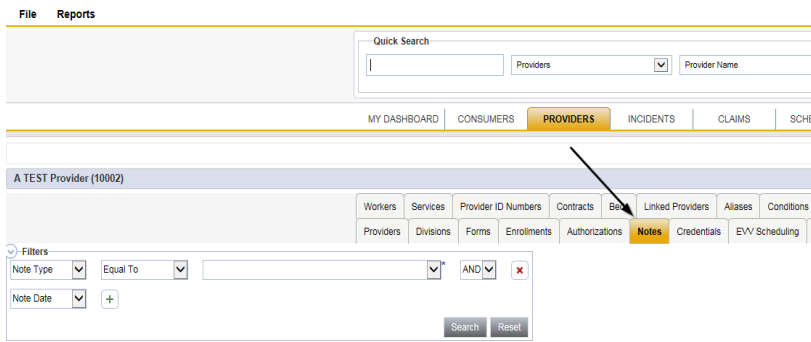 File Reports
Quick Search
Providers Provider Name
MY DASHBOARD CONSUMERS PROVIDERS INCIDENTS CLAIMS
A TEST Provider (10002)
Workers Services Provider ID Numbers Contracts Linked Providers Aliases Conditions
Providers Divisions Forms Enrollments Authorizations Notes Credentials EVV Scheduling
Filters
Note Type Equal To * AND x
Note Date +
Search Reset